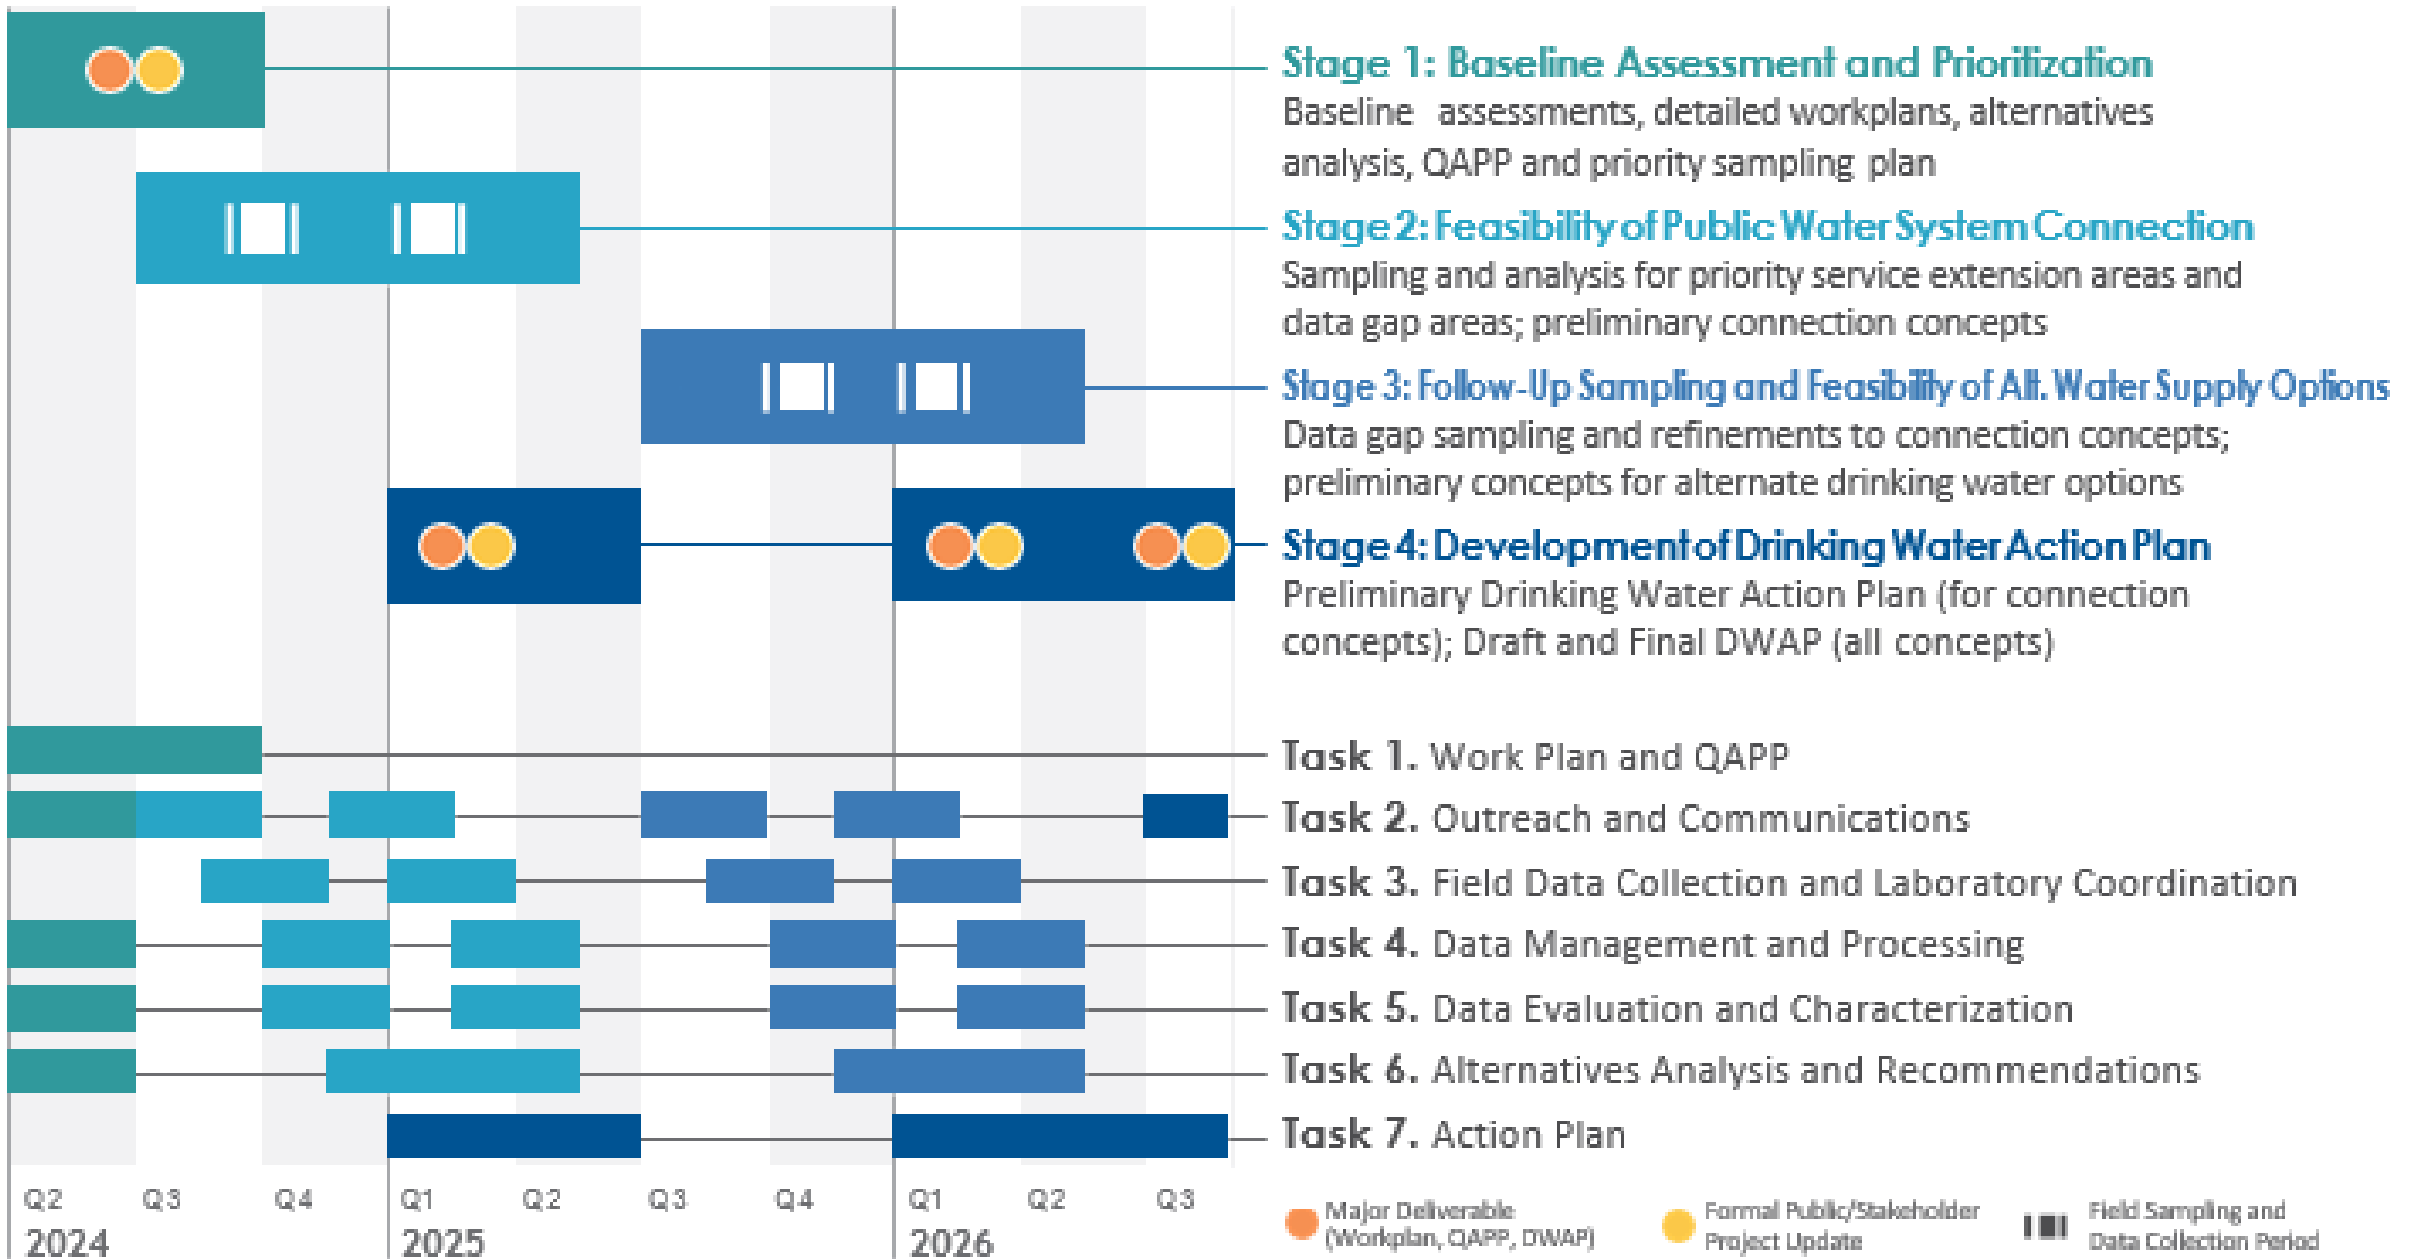 Stage 1: Baseline Assessment and Prioritization
Baseline assessments, detailed workplans, alternatives
analysis, QAPP and priority sampling plan
Stage 2: Feasibility of Public Water System Connection
Sampling and analysis for priority service extension areas and
data gap areas; preliminary connection concepts
Stage 3: Follow-Up Sampling and Feasibility of Alt. Water Supply Options
Data gap sampling and refinements to connection concepts;
preliminary concepts for alternate drinking water options
Stage 4: Development of Drinking Water Action Plan
Preliminary Drinking Water Action Plan (for connection
concepts); Draft and Final DWAP (all concepts)
Task 1. Work Plan and QAPP
Task 2. Outreach and Communications
Task 3. Field Data Collection and Laboratory Coordination
Task 4. Data Management and Processing
Task 5. Data Evaluation and Characterization
Task 6. Alternatives Analysis and Recommendations
Task 7. Action Plan
Q2 Q3 Q4 Q1 Q2 Q3 Q4 Q1 Q2 Q3
2024 2025 2026
Major Deliverable
(Workplan, QAPP, DWAP)
Formal Public/Stakeholder
Project Update
Field Sampling and
Data Collection Period